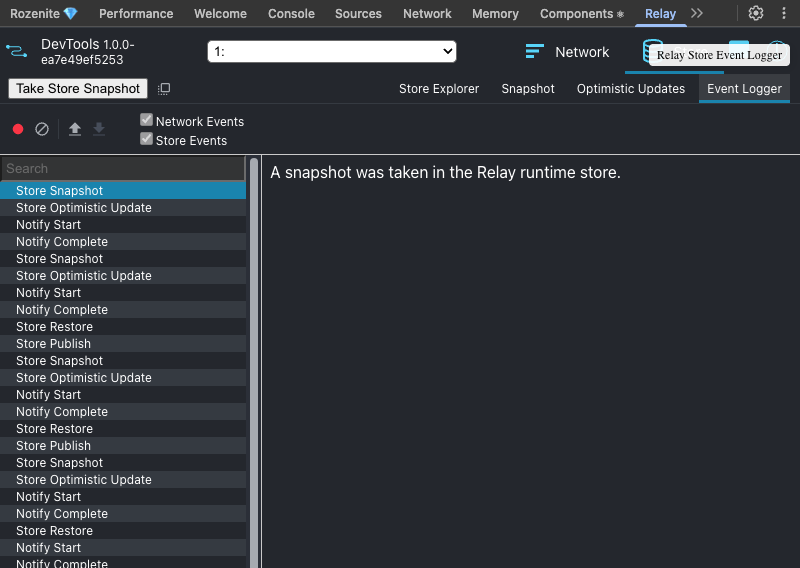 Rozenite 💎 Performance Welcome Console Sources Network Memory Components ⚛ Relay
DevTools 1.0.0-
ea7e49ef5253
1:
Network
Relay Store Event Logger
Take Store Snapshot
Store Explorer Snapshot Optimistic Updates Event Logger
Network Events
Store Events
Search
A snapshot was taken in the Relay runtime store.
Store Snapshot
Store Optimistic Update
Notify Start
Notify Complete
Store Snapshot
Store Optimistic Update
Notify Start
Notify Complete
Store Restore
Store Publish
Store Snapshot
Store Optimistic Update
Notify Start
Notify Complete
Store Restore
Store Publish
Store Snapshot
Store Optimistic Update
Notify Start
Notify Complete
Store Restore
Notify Start
Notify Complete